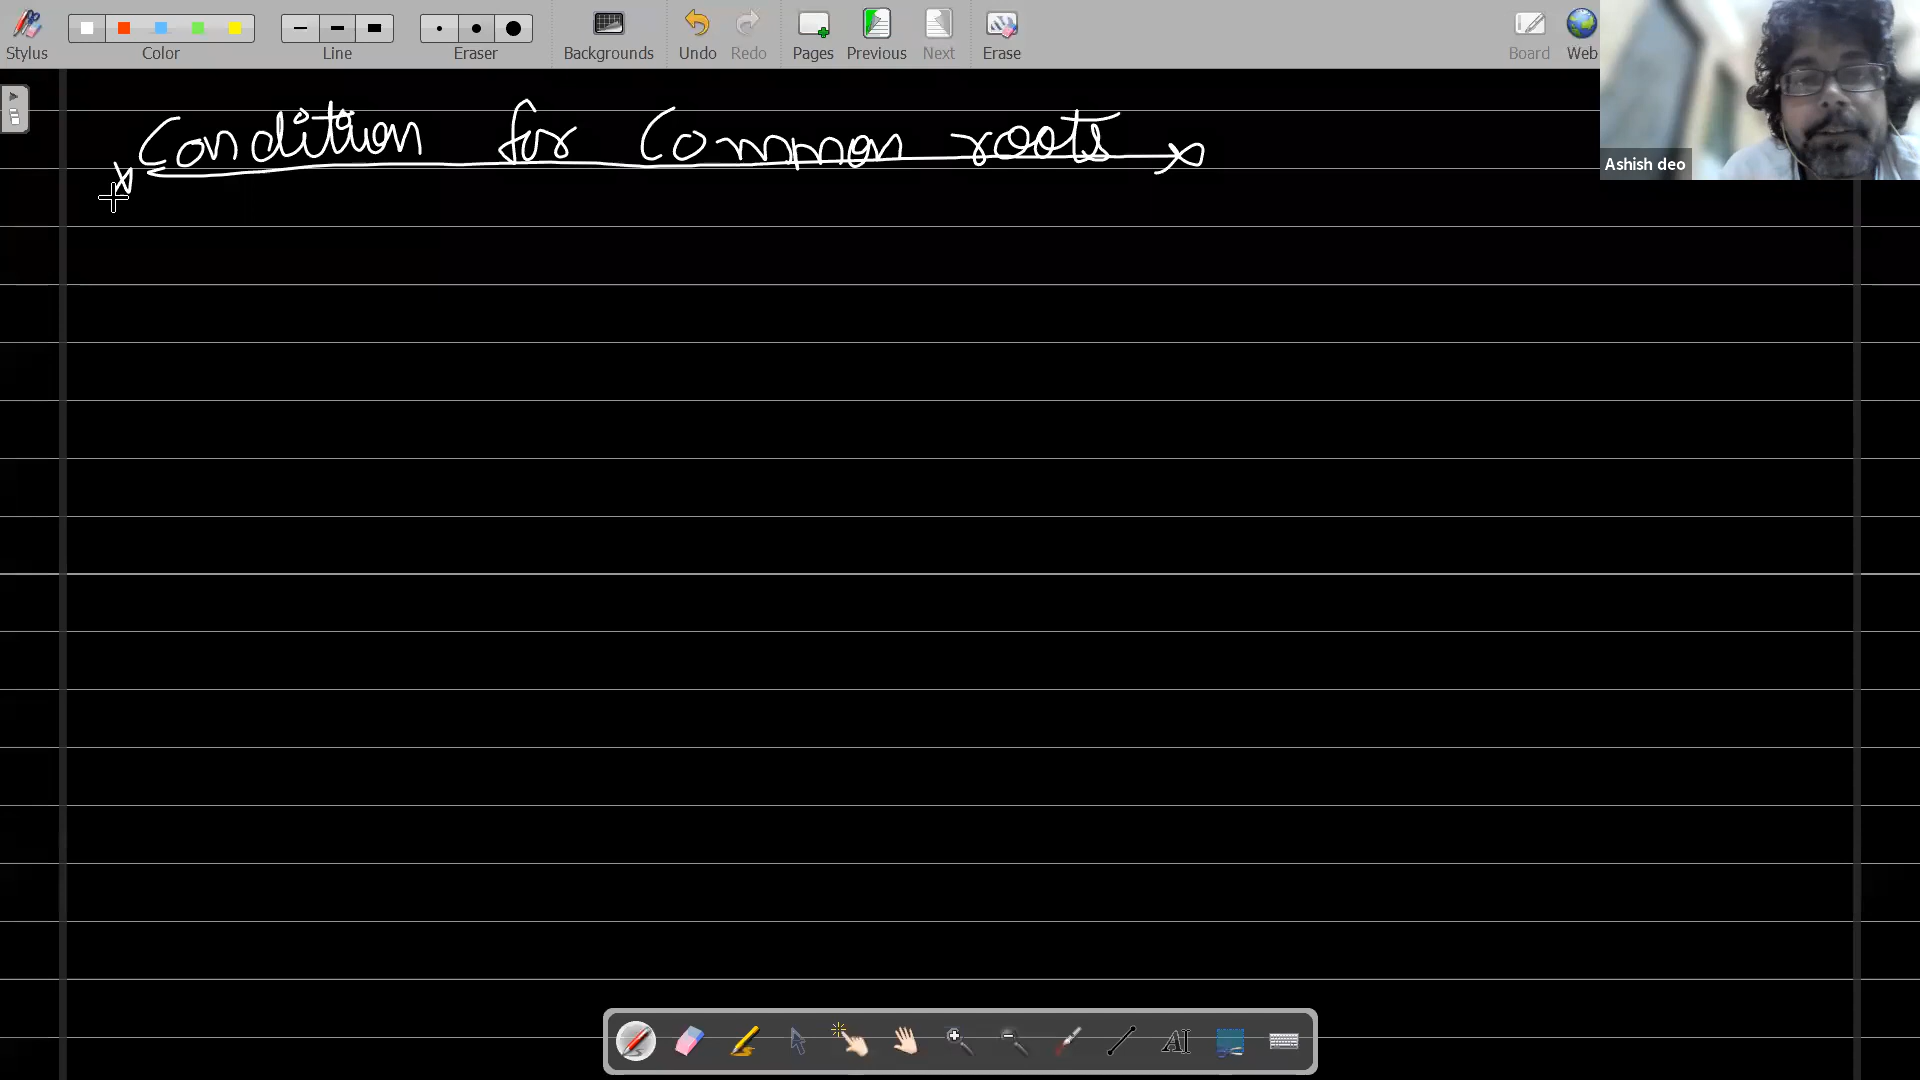 Stylus Color Line Eraser Backgrounds Undo Redo Pages Previous Next Erase Board Web
Condition for Common roots
Ashish deo
AI